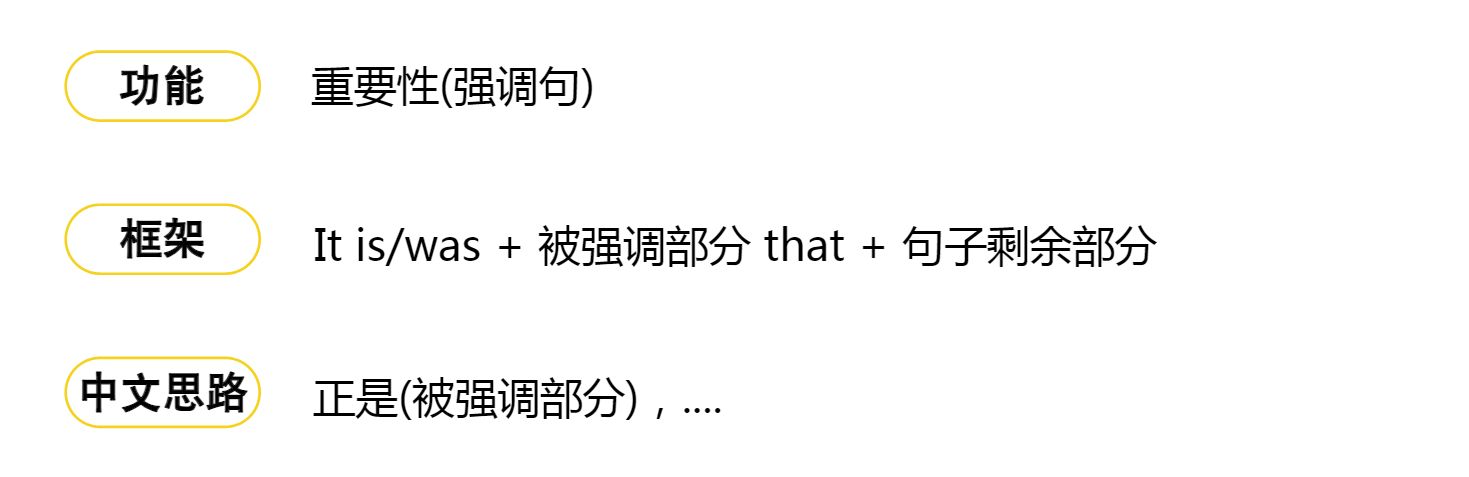 功能 重要性(强调句)
框架 It is/was + 被强调部分 that + 句子剩余部分
中文思路 正是(被强调部分)，....